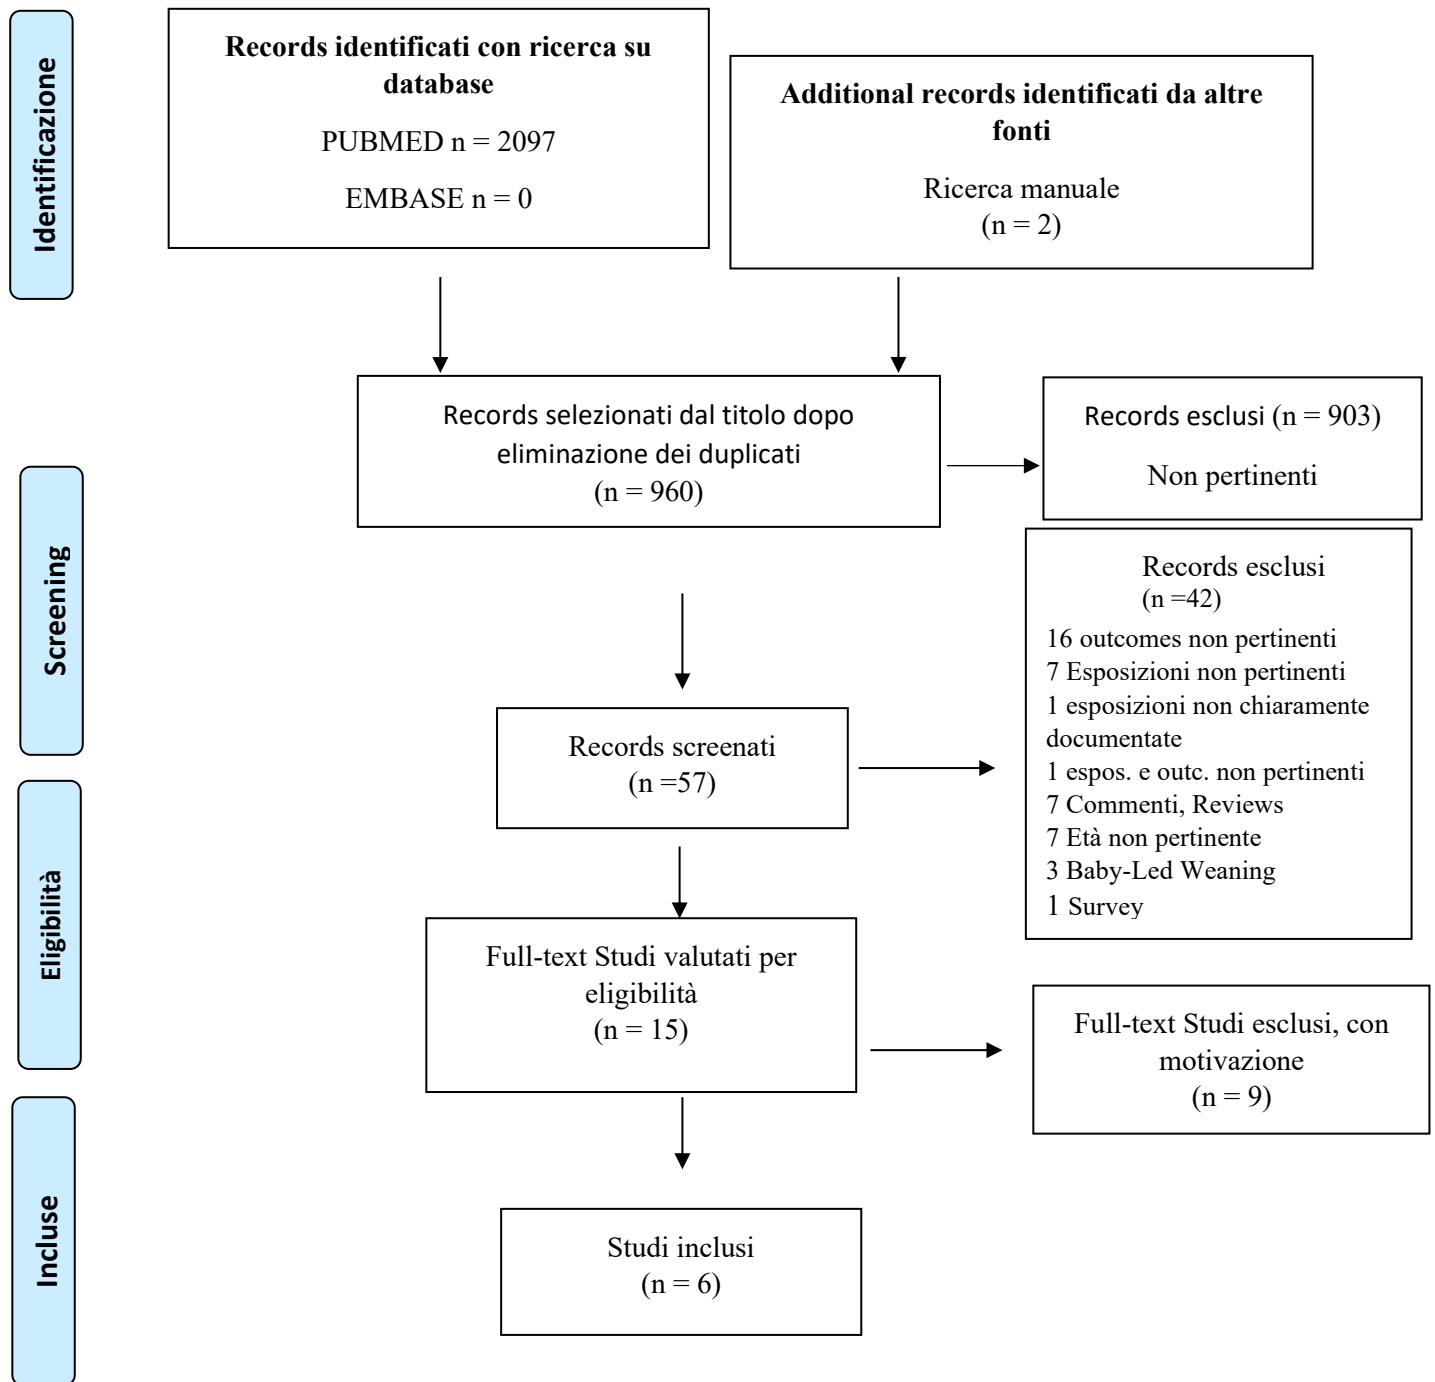 Identificazione
Records identificati con ricerca su
database
PUBMED n = 2097
EMBASE n = 0
Additional records identificati da altre
fonti
Ricerca manuale
(n = 2)
Records selezionati dal titolo dopo
eliminazione dei duplicati
(n = 960)
Records esclusi (n = 903)
Non pertinenti
Screening
Records screenati
(n =57)
Records esclusi
(n =42)
16 outcomes non pertinenti
7 Esposizioni non pertinenti
1 esposizioni non chiaramente
documentate
1 espos. e outc. non pertinenti
7 Commenti, Reviews
7 Età non pertinente
3 Baby-Led Weaning
1 Survey
Eligibilità
Full-text Studi valutati per
eligibilità
(n = 15)
Full-text Studi esclusi, con
motivazione
(n = 9)
Incluse
Studi inclusi
(n = 6)